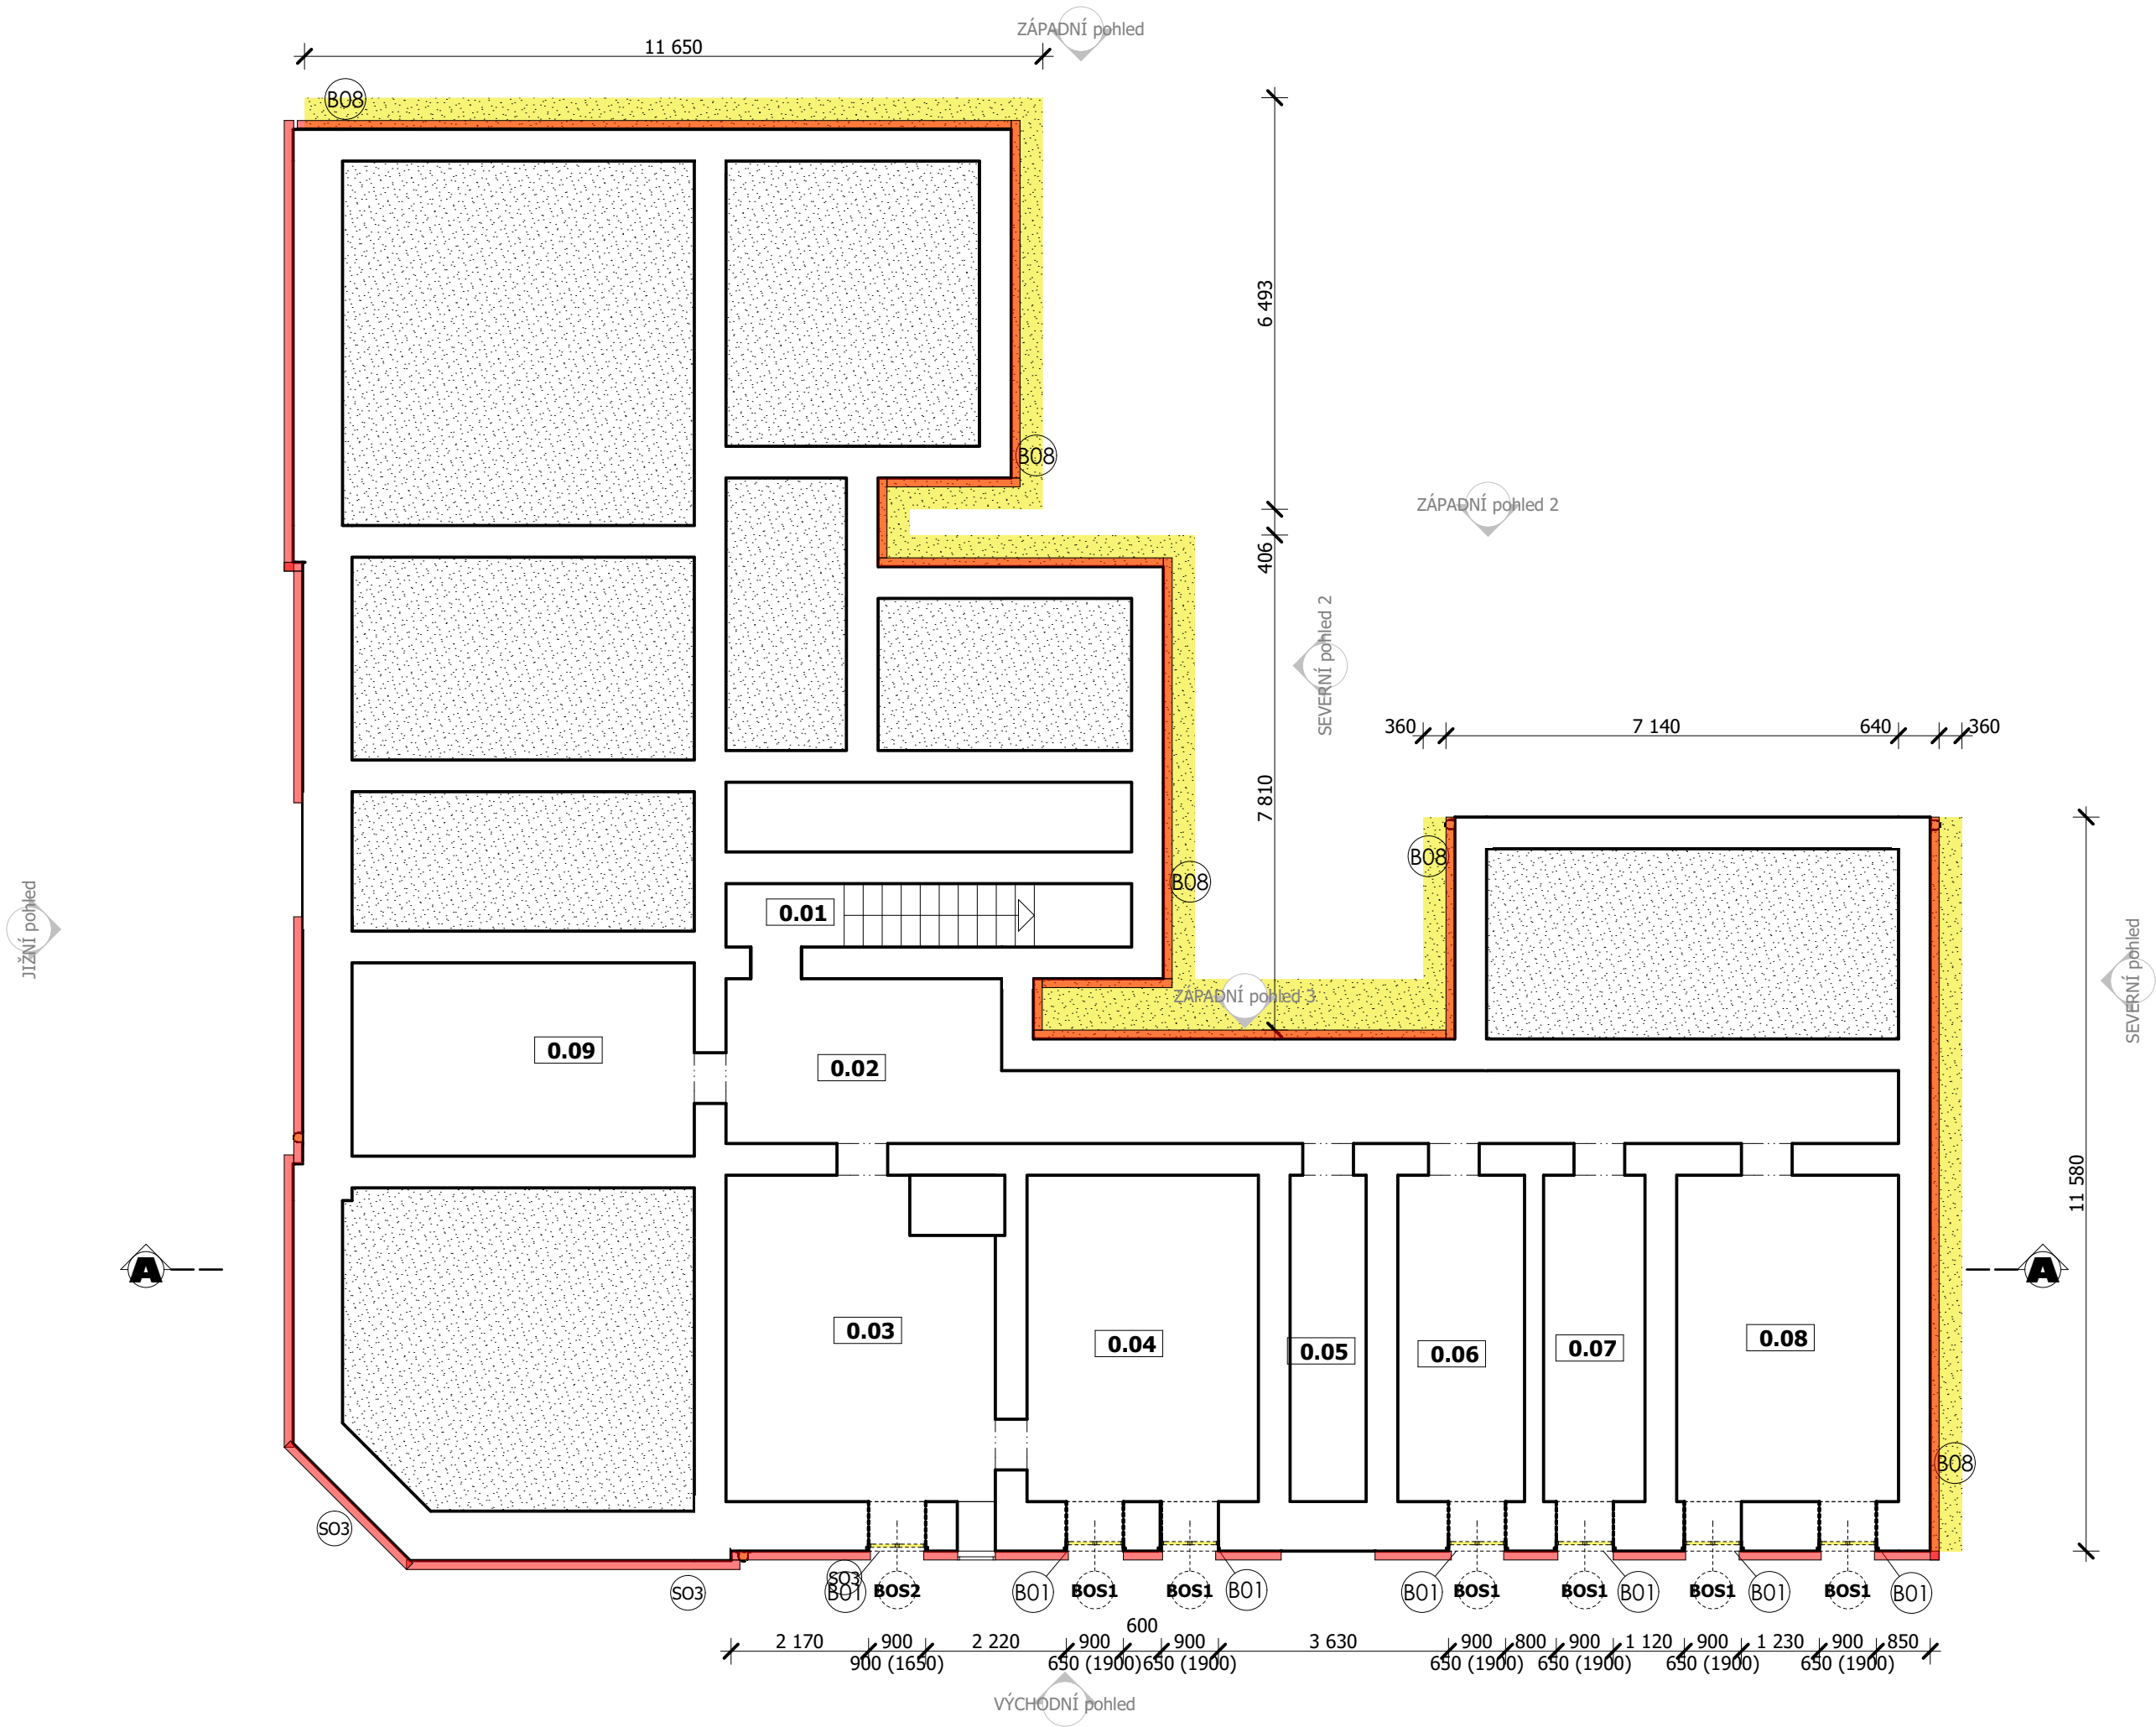 ZÁPADNÍ pohled
11 650
B08
6 493
B08
ZÁPADNÍ pohled 2
406
SEVERNÍ pohled 2
360
7 140
640
360
7 810
B08
B08
JIŽNÍ pohled
0.01
SEVERNÍ pohled
ZÁPADNÍ pohled 3
0.09
0.02
11 580
A
A
0.03
0.04
0.05
0.06
0.07
0.08
B08
SO3
SO3
SO3
B01
BOS2
B01
BOS1
BOS1
B01
B01
BOS1
BOS1
B01
BOS1
B01
BOS1
B01
600
2 170
900
2 220
900
900
3 630
900
800
900
1 120
900
1 230
900
850
900 (1650)
650 (1900)
650 (1900)
650 (1900)
650 (1900)
650 (1900)
650 (1900)
VÝCHODNÍ pohled